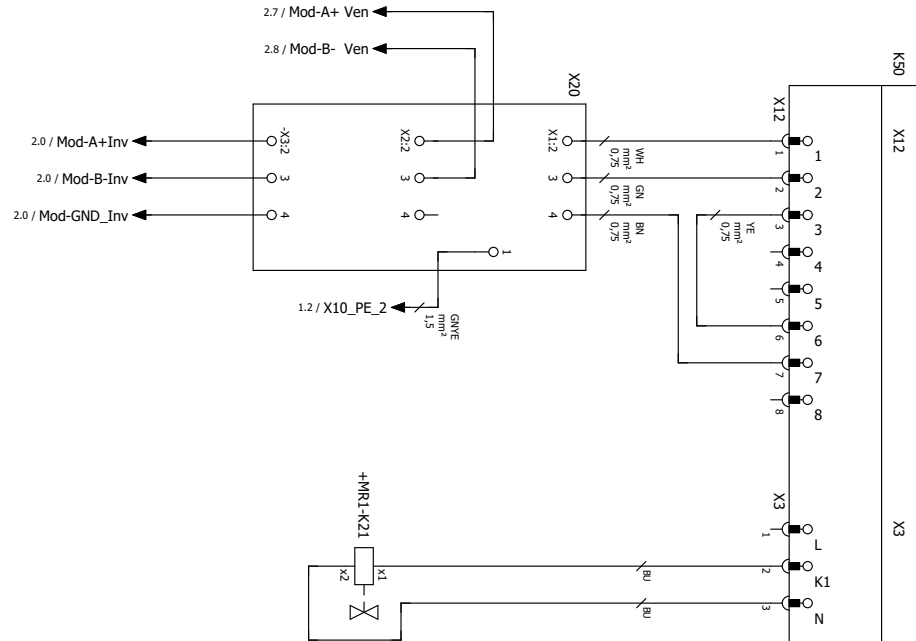 2.7 / Mod-A+ Ven
2.8 / Mod-B- Ven
K50
X20
X12
X12
2.0 / Mod-A+Inv
-X3:2
X2:2
X1:2
WH
0,75
mm²
1
1
2.0 / Mod-B-Inv
3
3
3
GN
0,75
mm²
2
2
2.0 / Mod-GND_Inv
4
4
4
BN
0,75
mm²
YE
0,75
mm²
3
3
1
4
4
5
5
1.2 / X10_PE_2
GNYE
1,5
mm²
6
6
7
7
8
8
+MR1-K21
X3
X3
1
L
x2
x1
BU
2
K1
BU
3
N